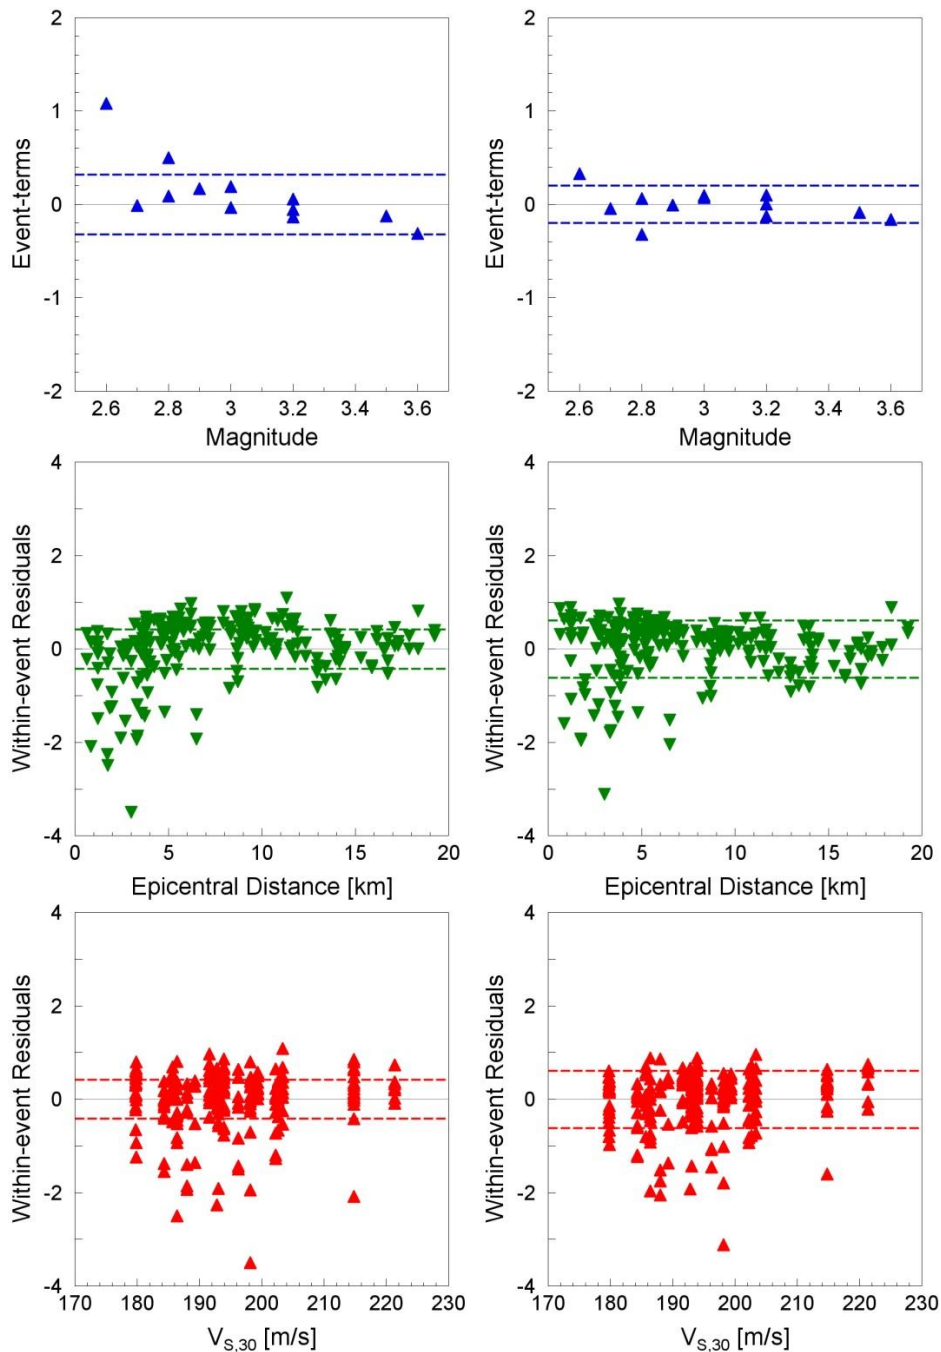 2
1
0
-1
-2
Event-terms
2.6 2.8 3 3.2 3.4 3.6
Magnitude
2
1
0
-1
-2
Event-terms
2.6 2.8 3 3.2 3.4 3.6
Magnitude
4
2
0
-2
-4
Within-event Residuals
0 5 10 15 20
Epicentral Distance [km]
4
2
0
-2
-4
Within-event Residuals
0 5 10 15 20
Epicentral Distance [km]
4
2
0
-2
-4
Within-event Residuals
170 180 190 200 210 220 230
V_S,30 [m/s]
4
2
0
-2
-4
Within-event Residuals
170 180 190 200 210 220 230
V_S,30 [m/s]